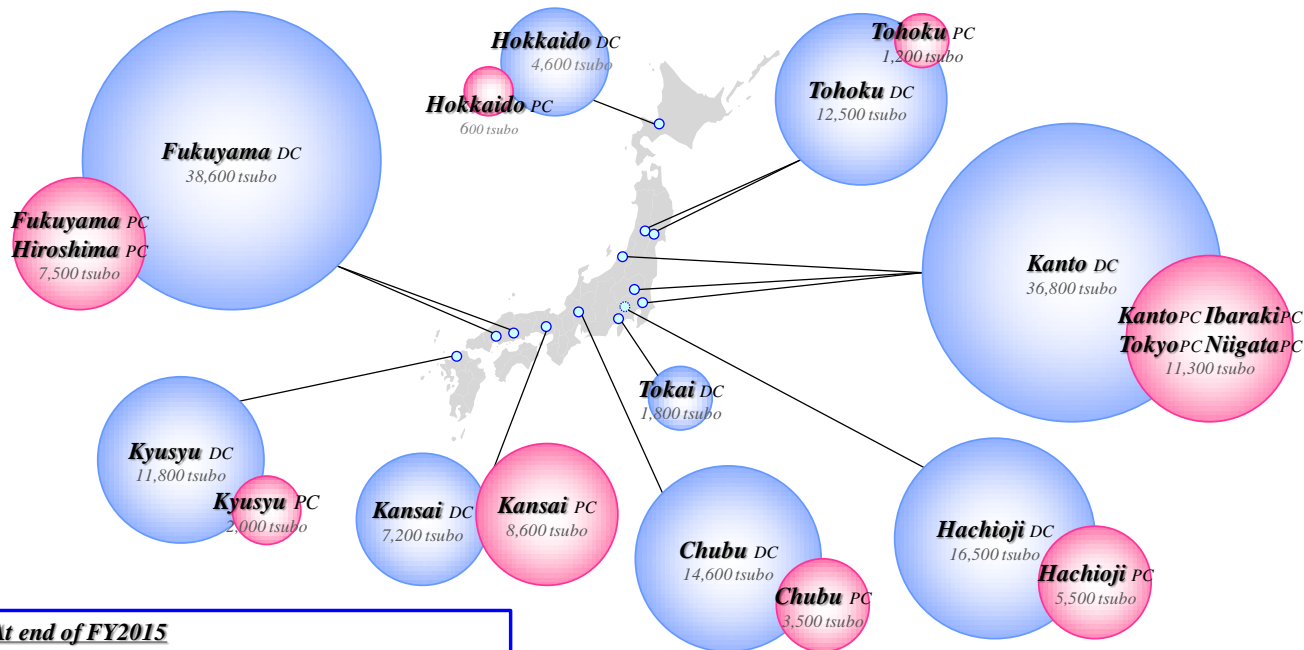 Hokkaido DC
4,600 tsubo
Hokkaido PC
600 tsubo
Tohoku PC
1,200 tsubo
Tohoku DC
12,500 tsubo
Fukuyama DC
38,600 tsubo
Fukuyama PC
Hiroshima PC
7,500 tsubo
Kanto DC
36,800 tsubo
Kanto PC Ibaraki PC
Tokyo PC Niigata PC
11,300 tsubo
Tokai DC
1,800 tsubo
Kyusyu DC
11,800 tsubo
Kyusyu PC
2,000 tsubo
Kansai DC
7,200 tsubo
Kansai PC
8,600 tsubo
Chubu DC
14,600 tsubo
Chubu PC
3,500 tsubo
Hachioji DC
16,500 tsubo
Hachioji PC
5,500 tsubo
At end of FY2015